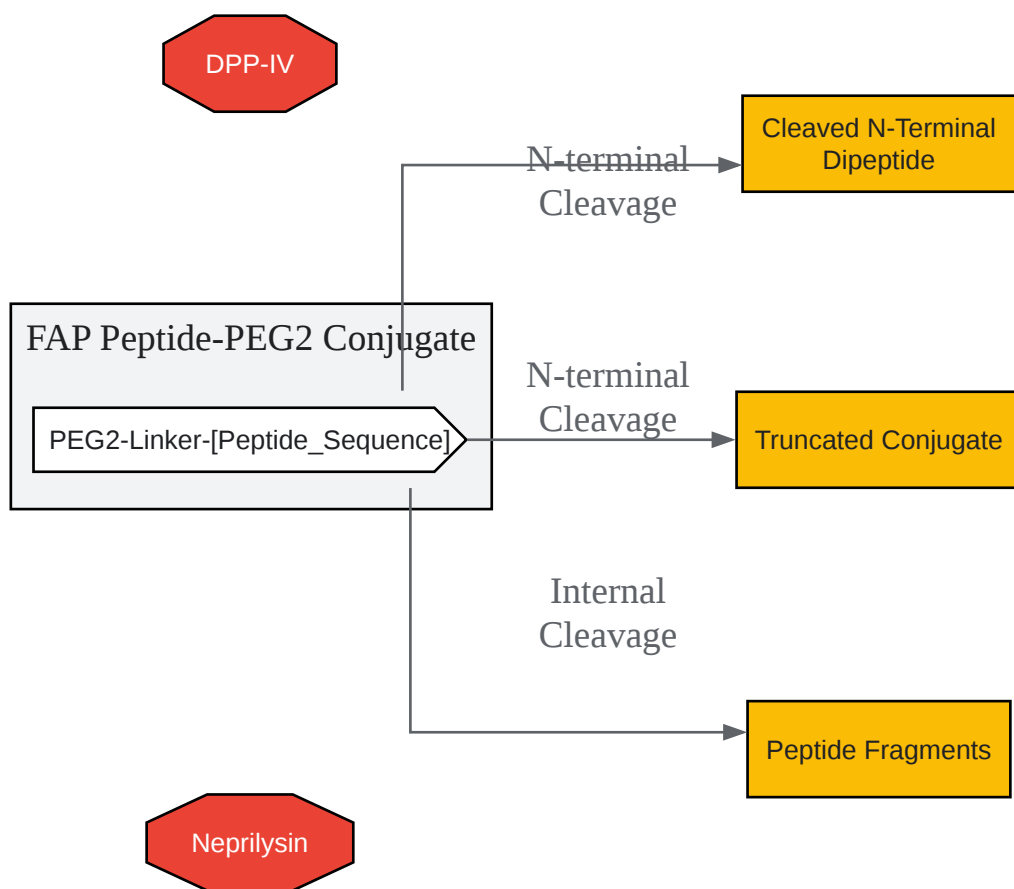 DPP-IV
Cleaved N-Terminal
Dipeptide
N-terminal
Cleavage
FAP Peptide-PEG2 Conjugate
N-terminal
Cleavage
PEG2-Linker-[Peptide_Sequence]
Truncated Conjugate
Internal
Cleavage
Peptide Fragments
Neprilysin